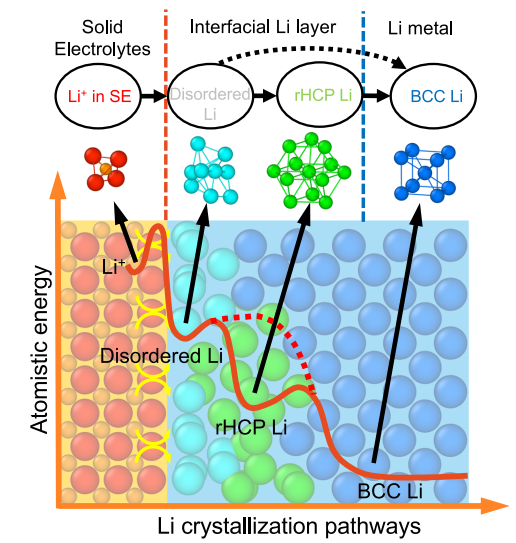 Solid
Electrolytes
Interfacial Li layer
Li metal
Li⁺ in SE
Disordered
Li
rHCP Li
BCC Li
Li⁺
Disordered Li
rHCP Li
BCC Li
Atomistic energy
Li crystallization pathways